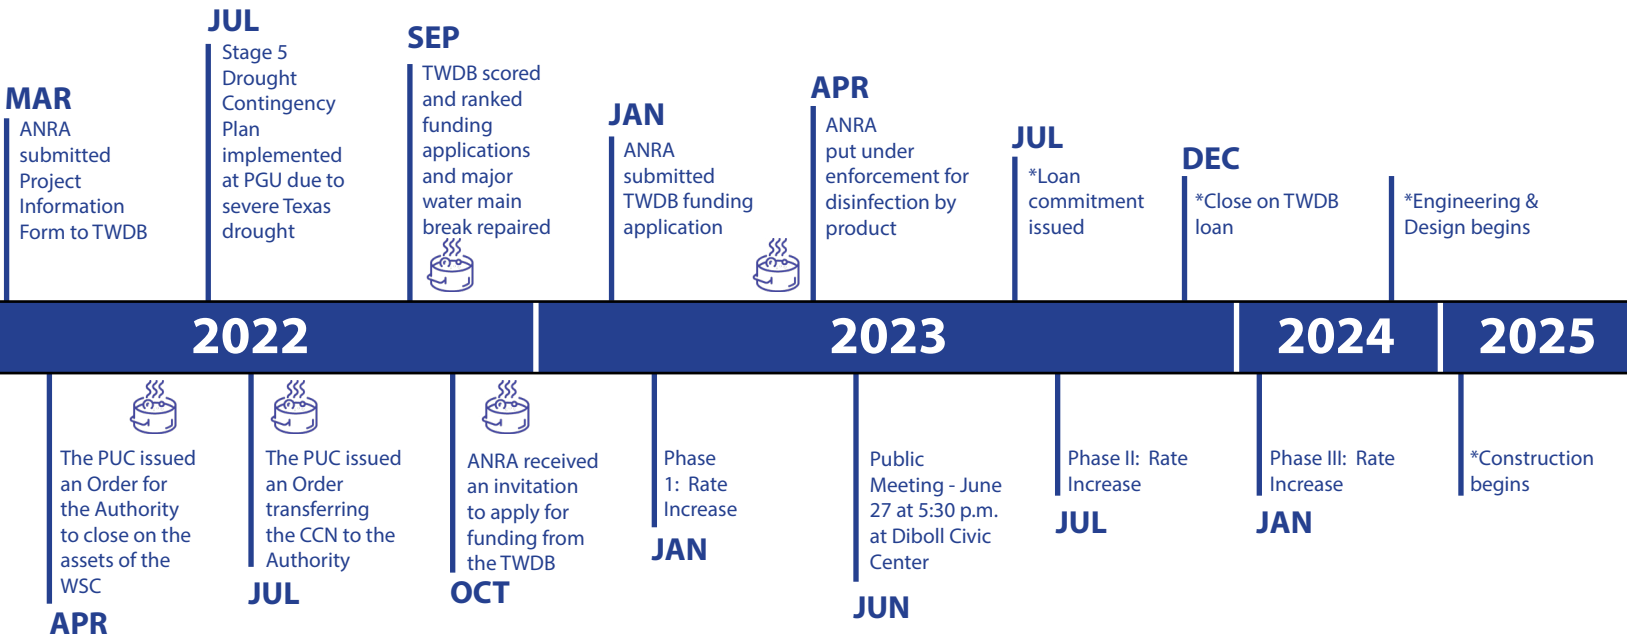 MAR
ANRA
submitted
Project
Information
Form to TWDB
JUL
Stage 5
Drought
Contingency
Plan
implemented
at PGU due to
severe Texas
drought
SEP
TWDB scored
and ranked
funding
applications
and major
water main
break repaired
JAN
ANRA
submitted
TWDB funding
application
APR
ANRA
put under
enforcement for
disinfection by
product
JUL
*Loan
commitment
issued
DEC
*Close on TWDB
loan
*Engineering &
Design begins
2022
2023
2024
2025
The PUC issued
an Order for
the Authority
to close on the
assets of the
WSC
APR
The PUC issued
an Order
transferring
the CCN to the
Authority
JUL
ANRA received
an invitation
to apply for
funding from
the TWDB
OCT
Phase
1: Rate
Increase
JAN
Public
Meeting - June
27 at 5:30 p.m.
at Diboll Civic
Center
JUN
Phase II: Rate
Increase
JUL
Phase III: Rate
Increase
JAN
*Construction
begins